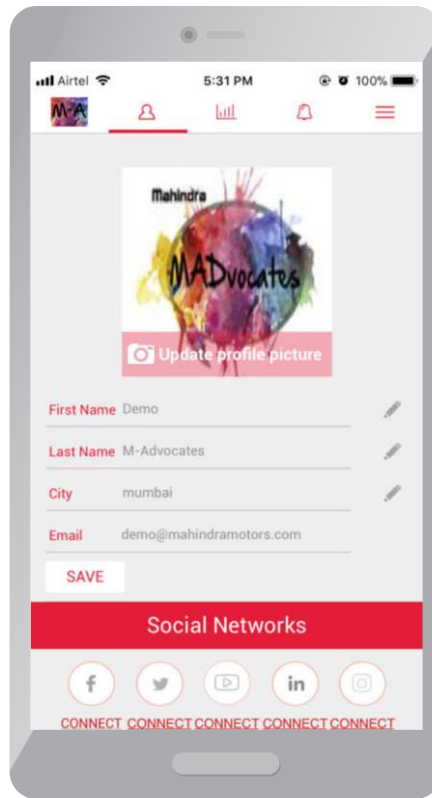 Airtel 5:31 PM 100%
M-A
Mahindra
MADvocates
Update profile picture
First Name Demo
Last Name M-Advocates
City mumbai
Email demo@mahindramotors.com
SAVE
Social Networks
f in
CONNECT CONNECT CONNECT CONNECT CONNECT